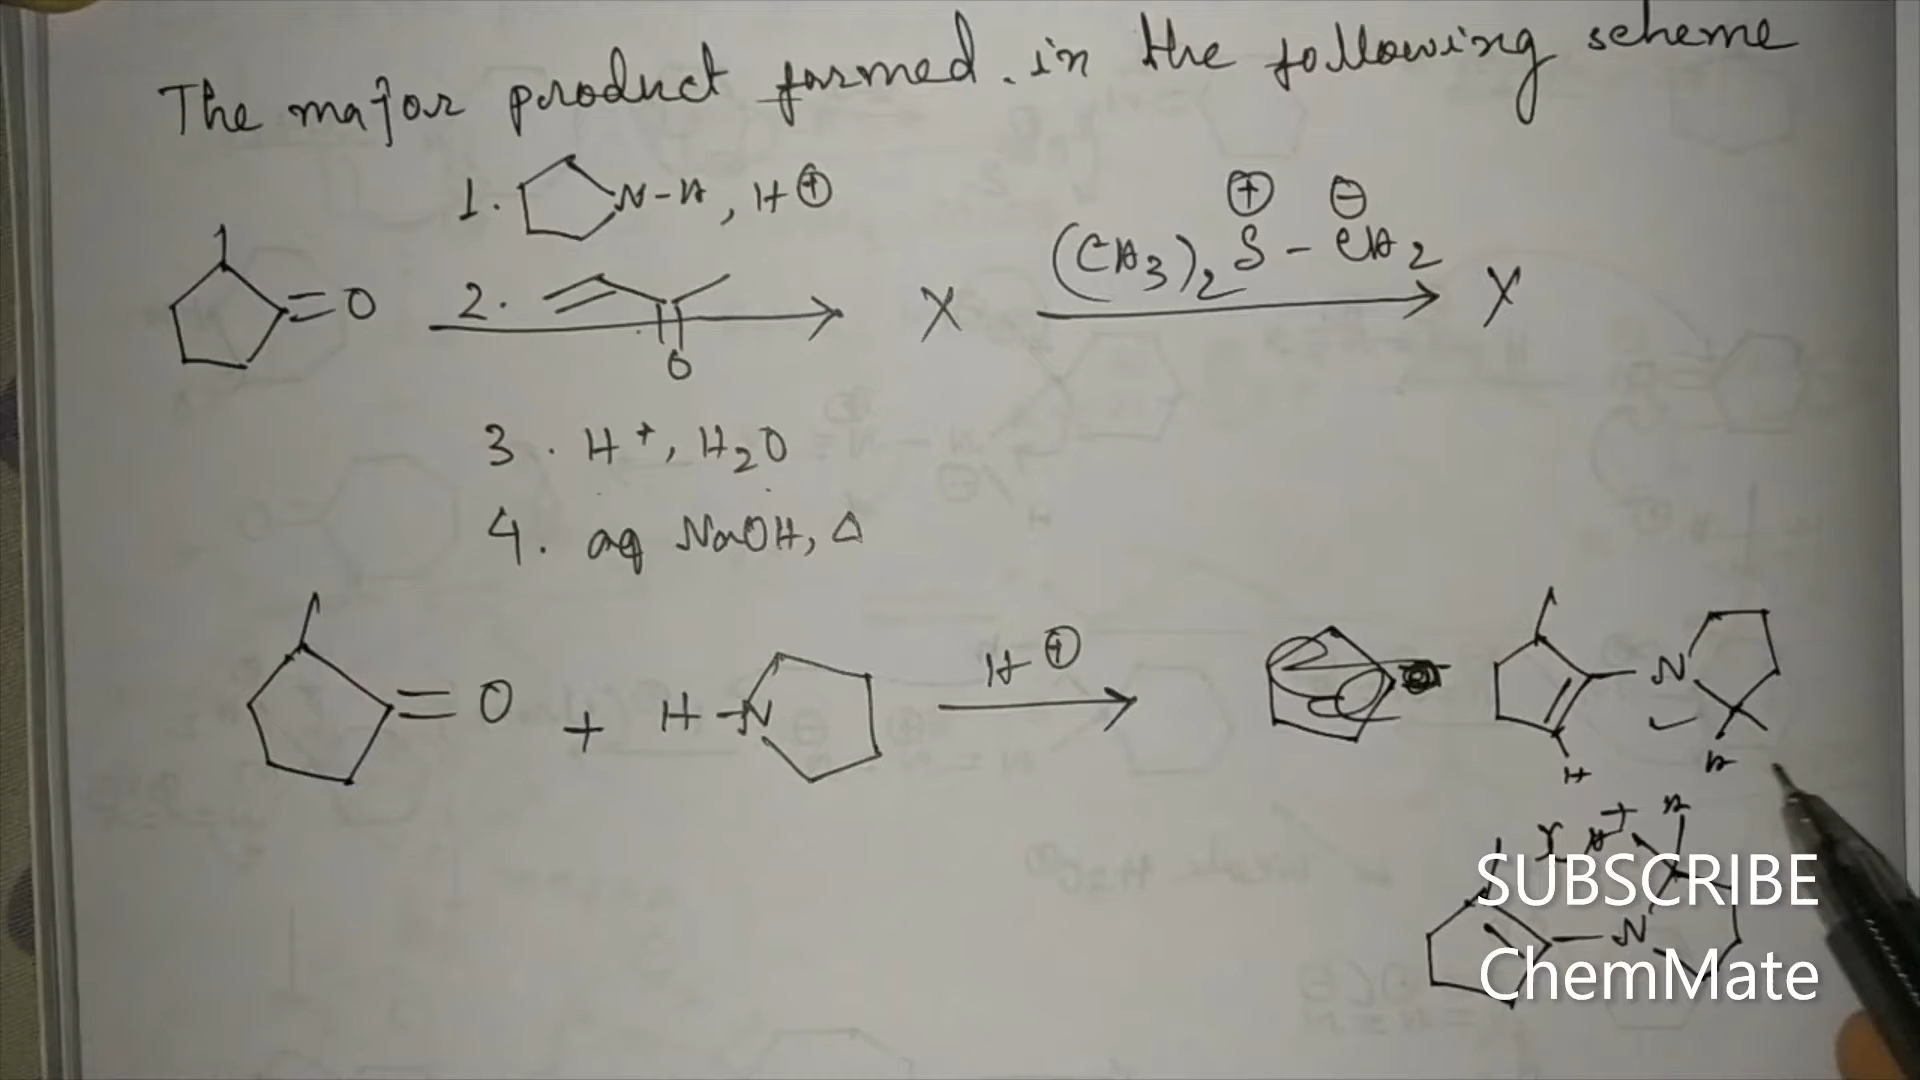 The major product formed in the following scheme
1. N-H, H⊕
(CH3)2 S⊕ - CH2⊖
=O
2.
O
X
Y
3. H+, H2O
4. aq NaOH, Δ
=O + H-N
H⊕
N
H
H
H
N
SUBSCRIBE
ChemMate